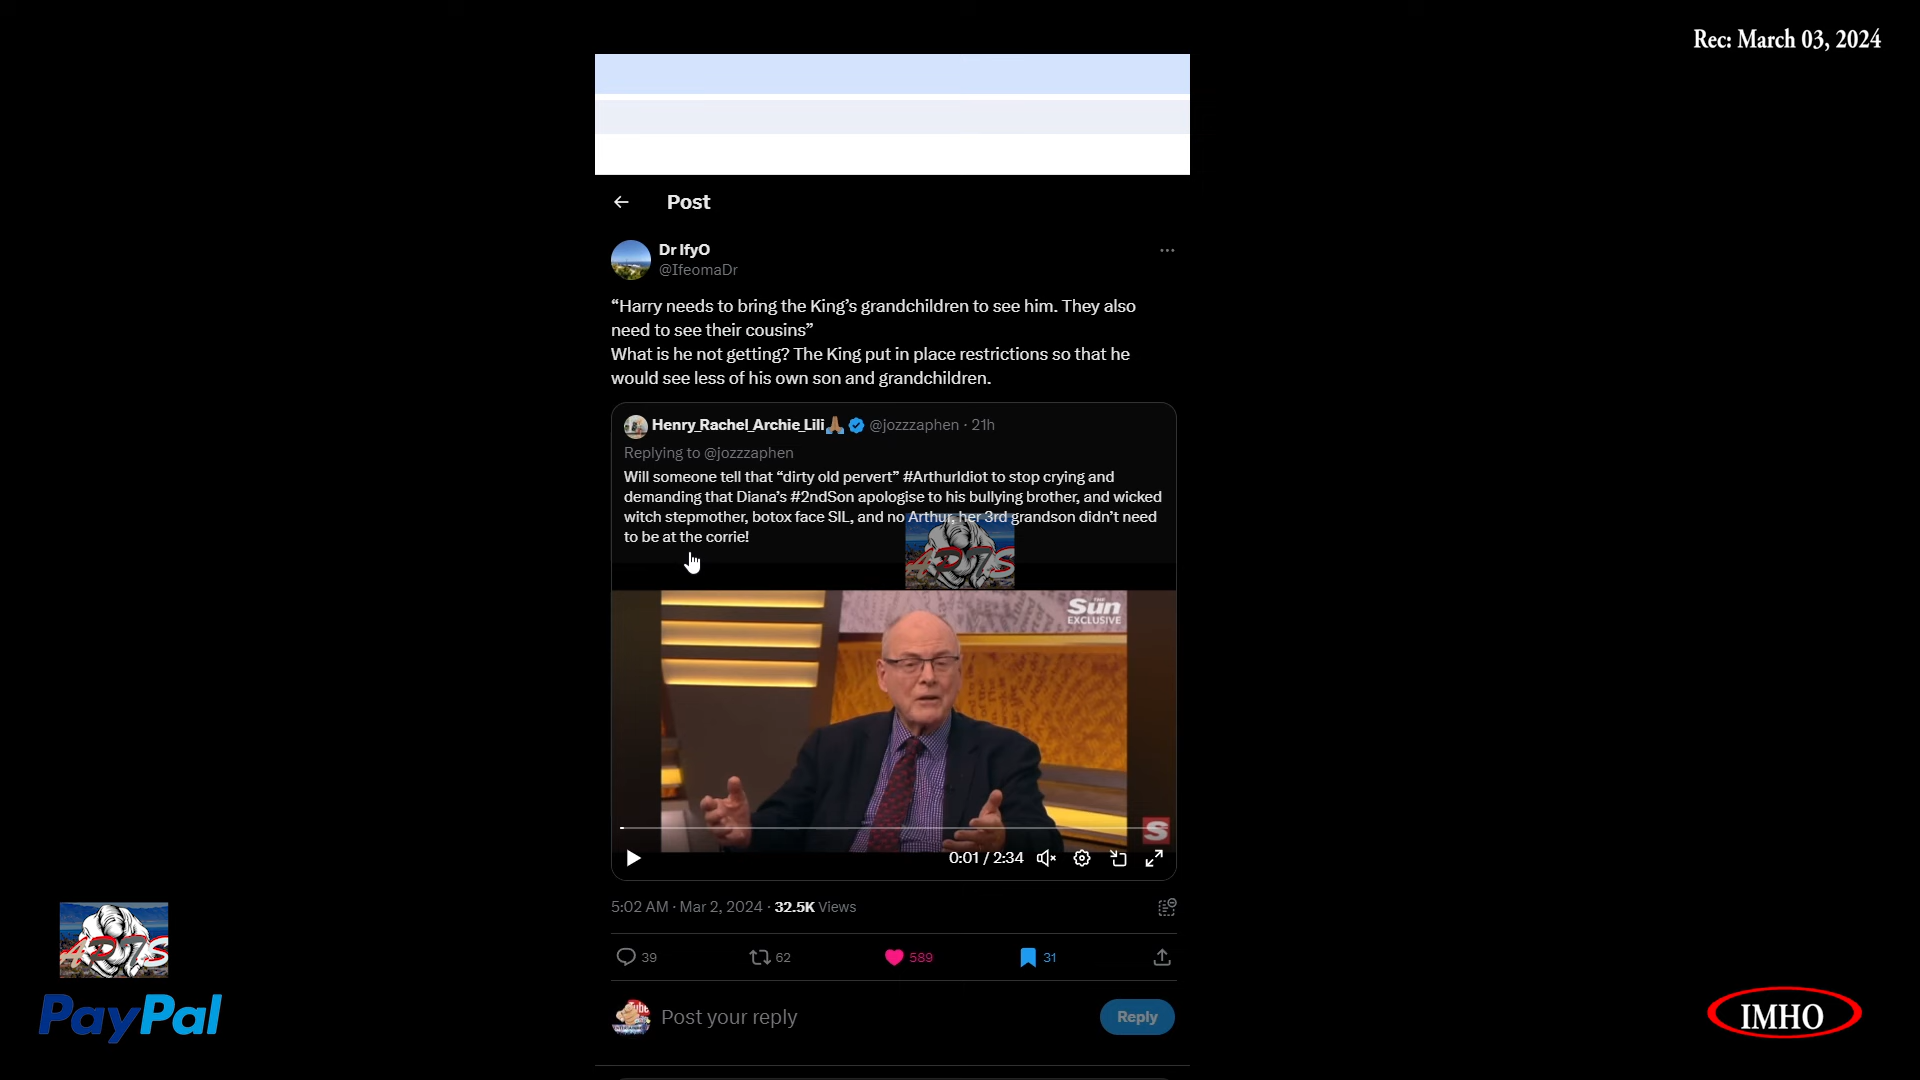 Rec: March 03, 2024
Post
Dr IfyO
@IfeomaDr
“Harry needs to bring the King’s grandchildren to see him. They also
need to see their cousins”
What is he not getting? The King put in place restrictions so that he
would see less of his own son and grandchildren.
Henry_Rachel_Archie_Lili @jozzzaphen · 21h
Replying to @jozzzaphen
Will someone tell that “dirty old pervert” #ArthurIdiot to stop crying and
demanding that Diana’s #2ndSon apologise to his bullying brother, and wicked
witch stepmother, botox face SIL, and no Arthur, her 3rd grandson didn’t need
to be at the corrie!
THE
Sun
EXCLUSIVE
S
0:01 / 2:34
5:02 AM · Mar 2, 2024 · 32.5K Views
39 62 589 31
Post your reply
Reply
PayPal
IMHO